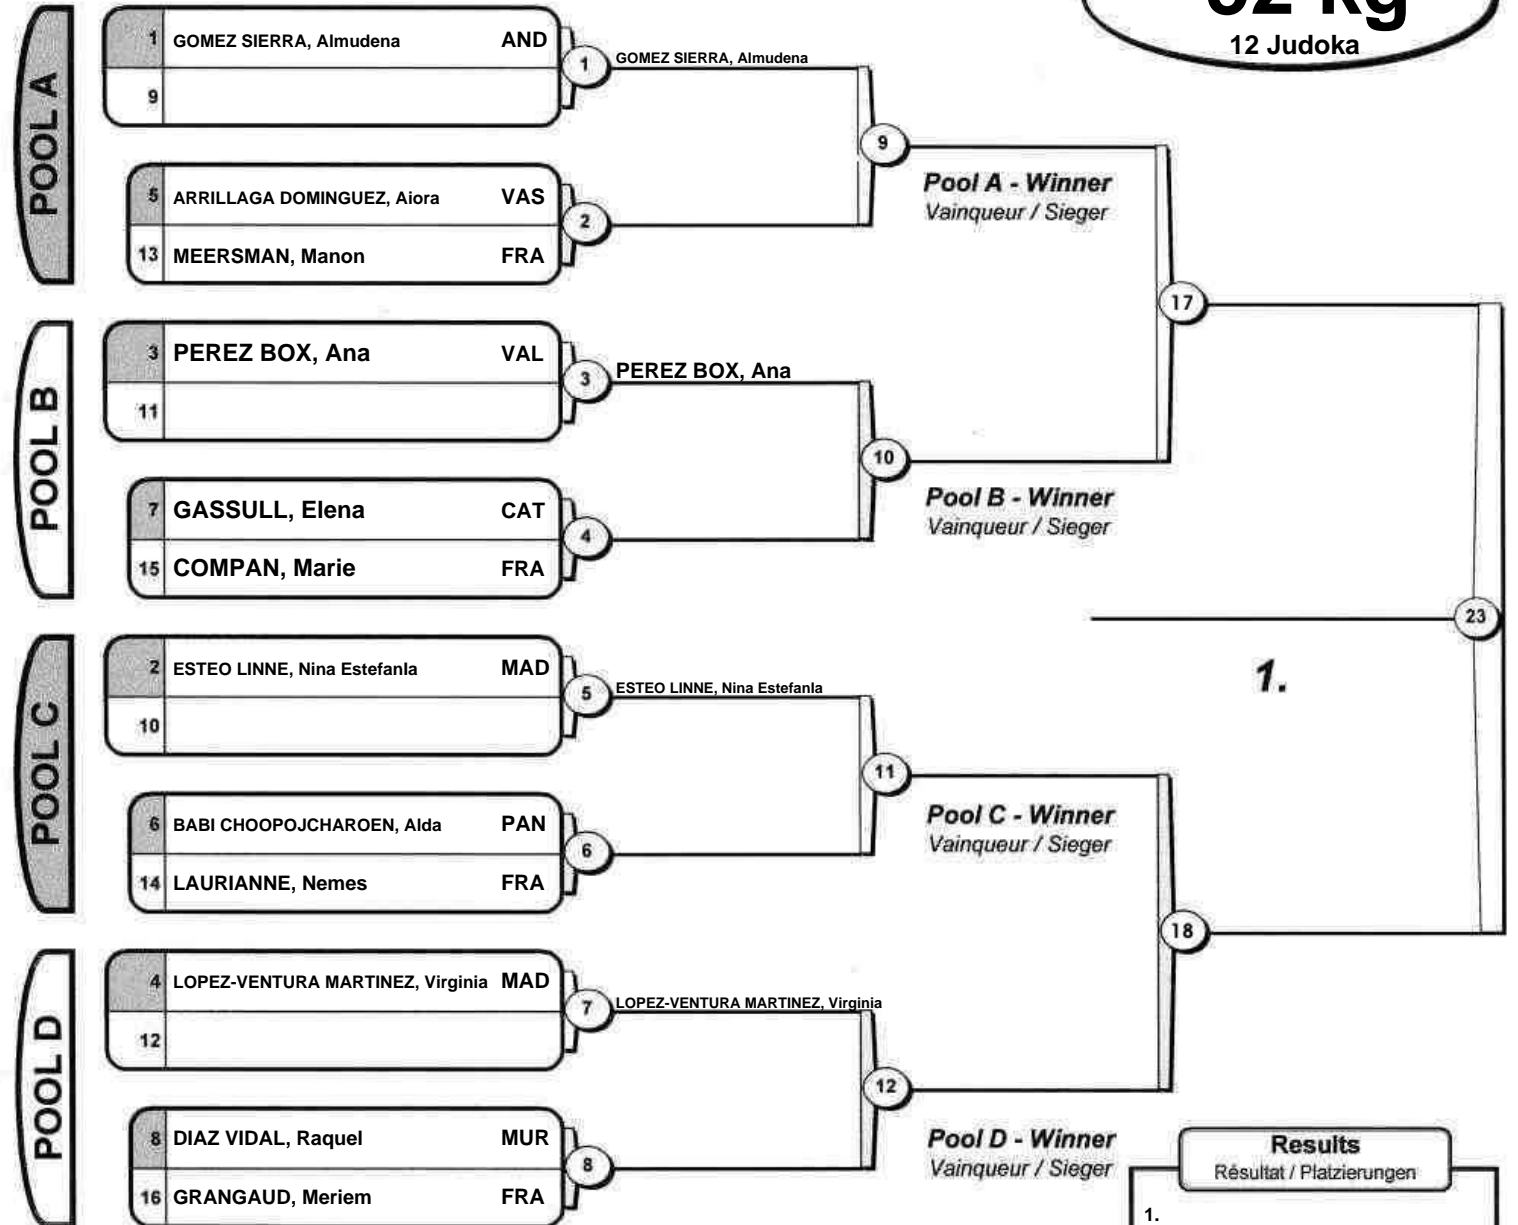 12 Judoka
POOL A
1 GOMEZ SIERRA, Almudena AND
9
1
GOMEZ SIERRA, Almudena
5 ARRILLAGA DOMINGUEZ, Aiora VAS
13 MEERSMAN, Manon FRA
2
9
Pool A - Winner
Vainqueur / Sieger
17
POOL B
3 PEREZ BOX, Ana VAL
11
3
PEREZ BOX, Ana
7 GASSULL, Elena CAT
15 COMPAN, Marie FRA
4
10
Pool B - Winner
Vainqueur / Sieger
23
1.
POOL C
2 ESTEO LINNE, Nina Estefanla MAD
10
5
ESTEO LINNE, Nina Estefanla
6 BABI CHOOPOJCHAROEN, Alda PAN
14 LAURIANNE, Nemes FRA
6
11
Pool C - Winner
Vainqueur / Sieger
18
POOL D
4 LOPEZ-VENTURA MARTINEZ, Virginia MAD
12
7
LOPEZ-VENTURA MARTINEZ, Virginia
8 DIAZ VIDAL, Raquel MUR
16 GRANGAUD, Meriem FRA
8
12
Pool D - Winner
Vainqueur / Sieger
Results
Résultat / Platzierungen
1.